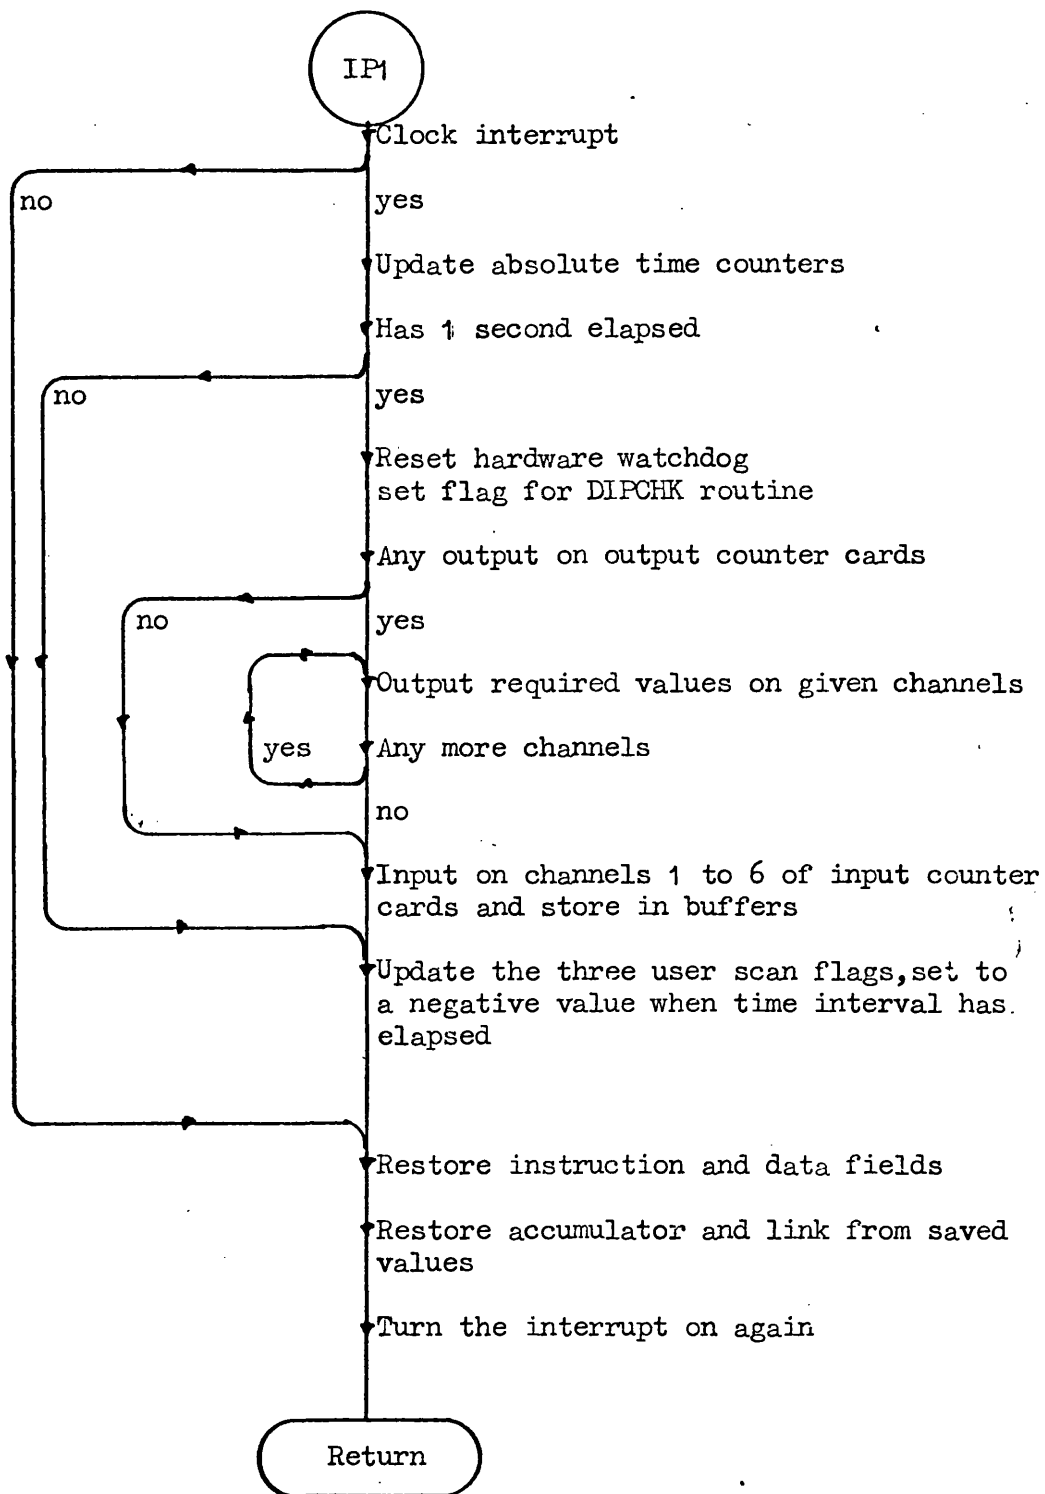 IP1
Clock interrupt
no
yes
Update absolute time counters
Has 1 second elapsed
no
yes
Reset hardware watchdog
set flag for DIPCHK routine
Any output on output counter cards
no
yes
Output required values on given channels
yes
Any more channels
no
Input on channels 1 to 6 of input counter
cards and store in buffers
Update the three user scan flags,set to
a negative value when time interval has.
elapsed
Restore instruction and data fields
Restore accumulator and link from saved
values
Turn the interrupt on again
Return